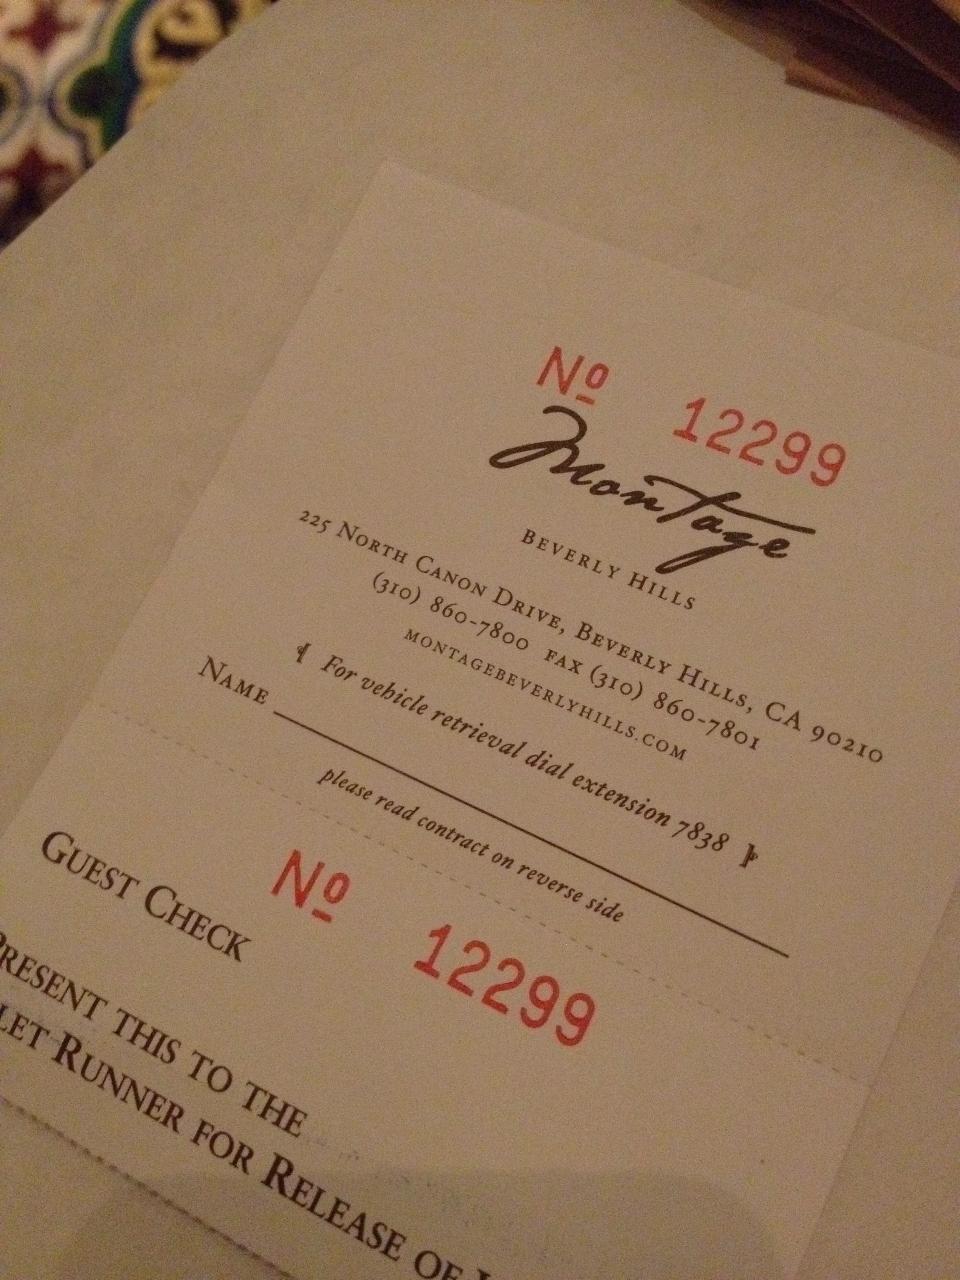 Nº 12299
Montage
BEVERLY HILLS
225 NORTH CANON DRIVE, BEVERLY HILLS, CA 90210
(310) 860-7800 FAX (310) 860-7801
MONTAGEBEVERLYHILLS.COM
For vehicle retrieval dial extension 7838
NAME
please read contract on reverse side
Nº 12299
GUEST CHECK
PRESENT THIS TO THE
RUNNER FOR RELEASE OF